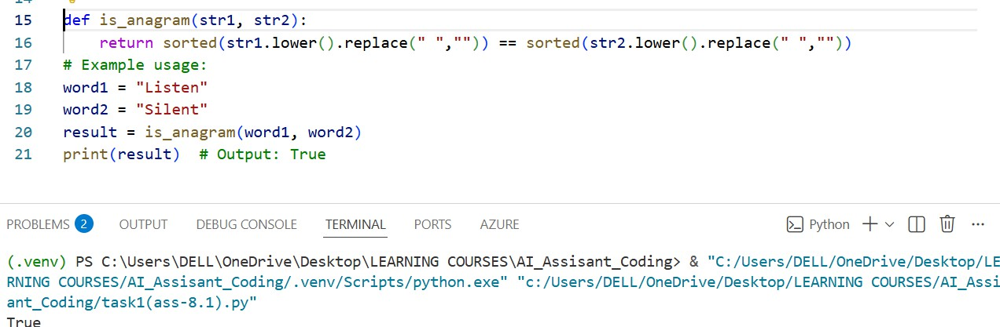 15 def is_anagram(str1, str2):
16     return sorted(str1.lower().replace(" ","")) == sorted(str2.lower().replace(" ",""))
17 # Example usage:
18 word1 = "Listen"
19 word2 = "Silent"
20 result = is_anagram(word1, word2)
21 print(result)  # Output: True
PROBLEMS 2 OUTPUT DEBUG CONSOLE TERMINAL PORTS AZURE Python
(.venv) PS C:\Users\DELL\OneDrive\Desktop\LEARNING COURSES\AI_Assisant_Coding> & "C:/Users/DELL/OneDrive/Desktop/LE
RNING COURSES/AI_Assisant_Coding/.venv/Scripts/python.exe" "c:/Users/DELL/OneDrive/Desktop/LEARNING COURSES/AI_Assi
ant_Coding/task1(ass-8.1).py"
True